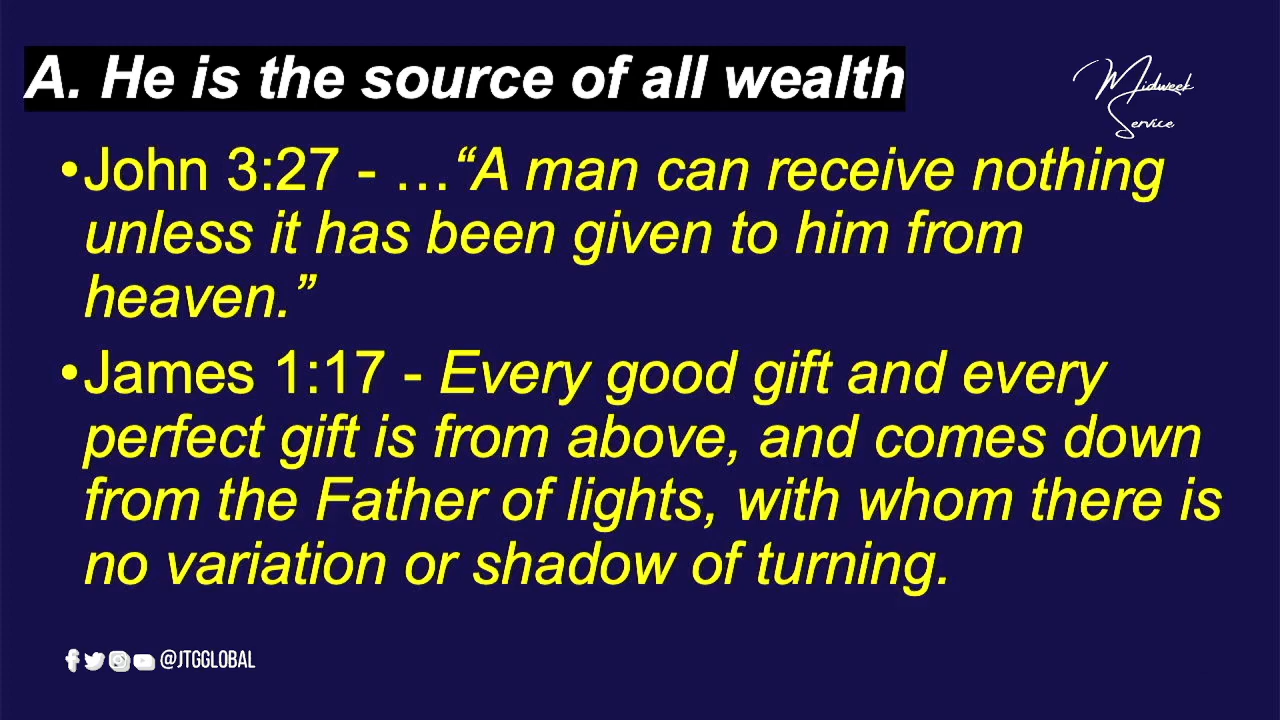 A. He is the source of all wealth
Midweek
Service
•John 3:27 - …“A man can receive nothing
unless it has been given to him from
heaven.”
•James 1:17 - Every good gift and every
perfect gift is from above, and comes down
from the Father of lights, with whom there is
no variation or shadow of turning.
@JTGGLOBAL